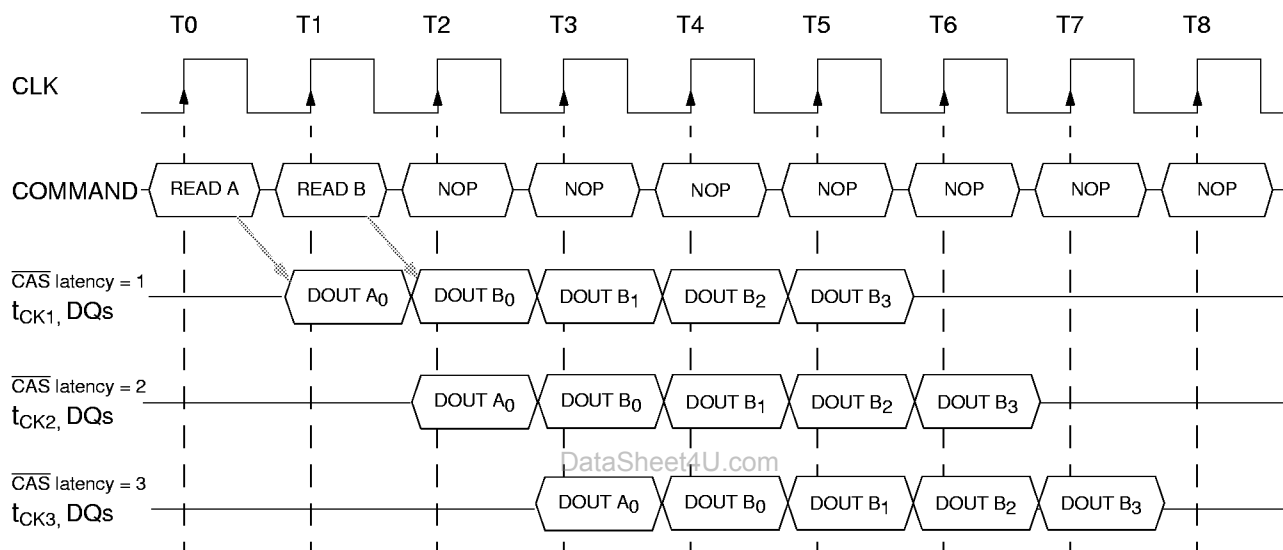 T0 T1 T2 T3 T4 T5 T6 T7 T8
CLK
COMMAND READ A READ B NOP NOP NOP NOP NOP NOP NOP
CAS latency = 1
tCK1, DQs DOUT A0 DOUT B0 DOUT B1 DOUT B2 DOUT B3
CAS latency = 2
tCK2, DQs DOUT A0 DOUT B0 DOUT B1 DOUT B2 DOUT B3
DataSheet4U.com
CAS latency = 3
tCK3, DQs DOUT A0 DOUT B0 DOUT B1 DOUT B2 DOUT B3